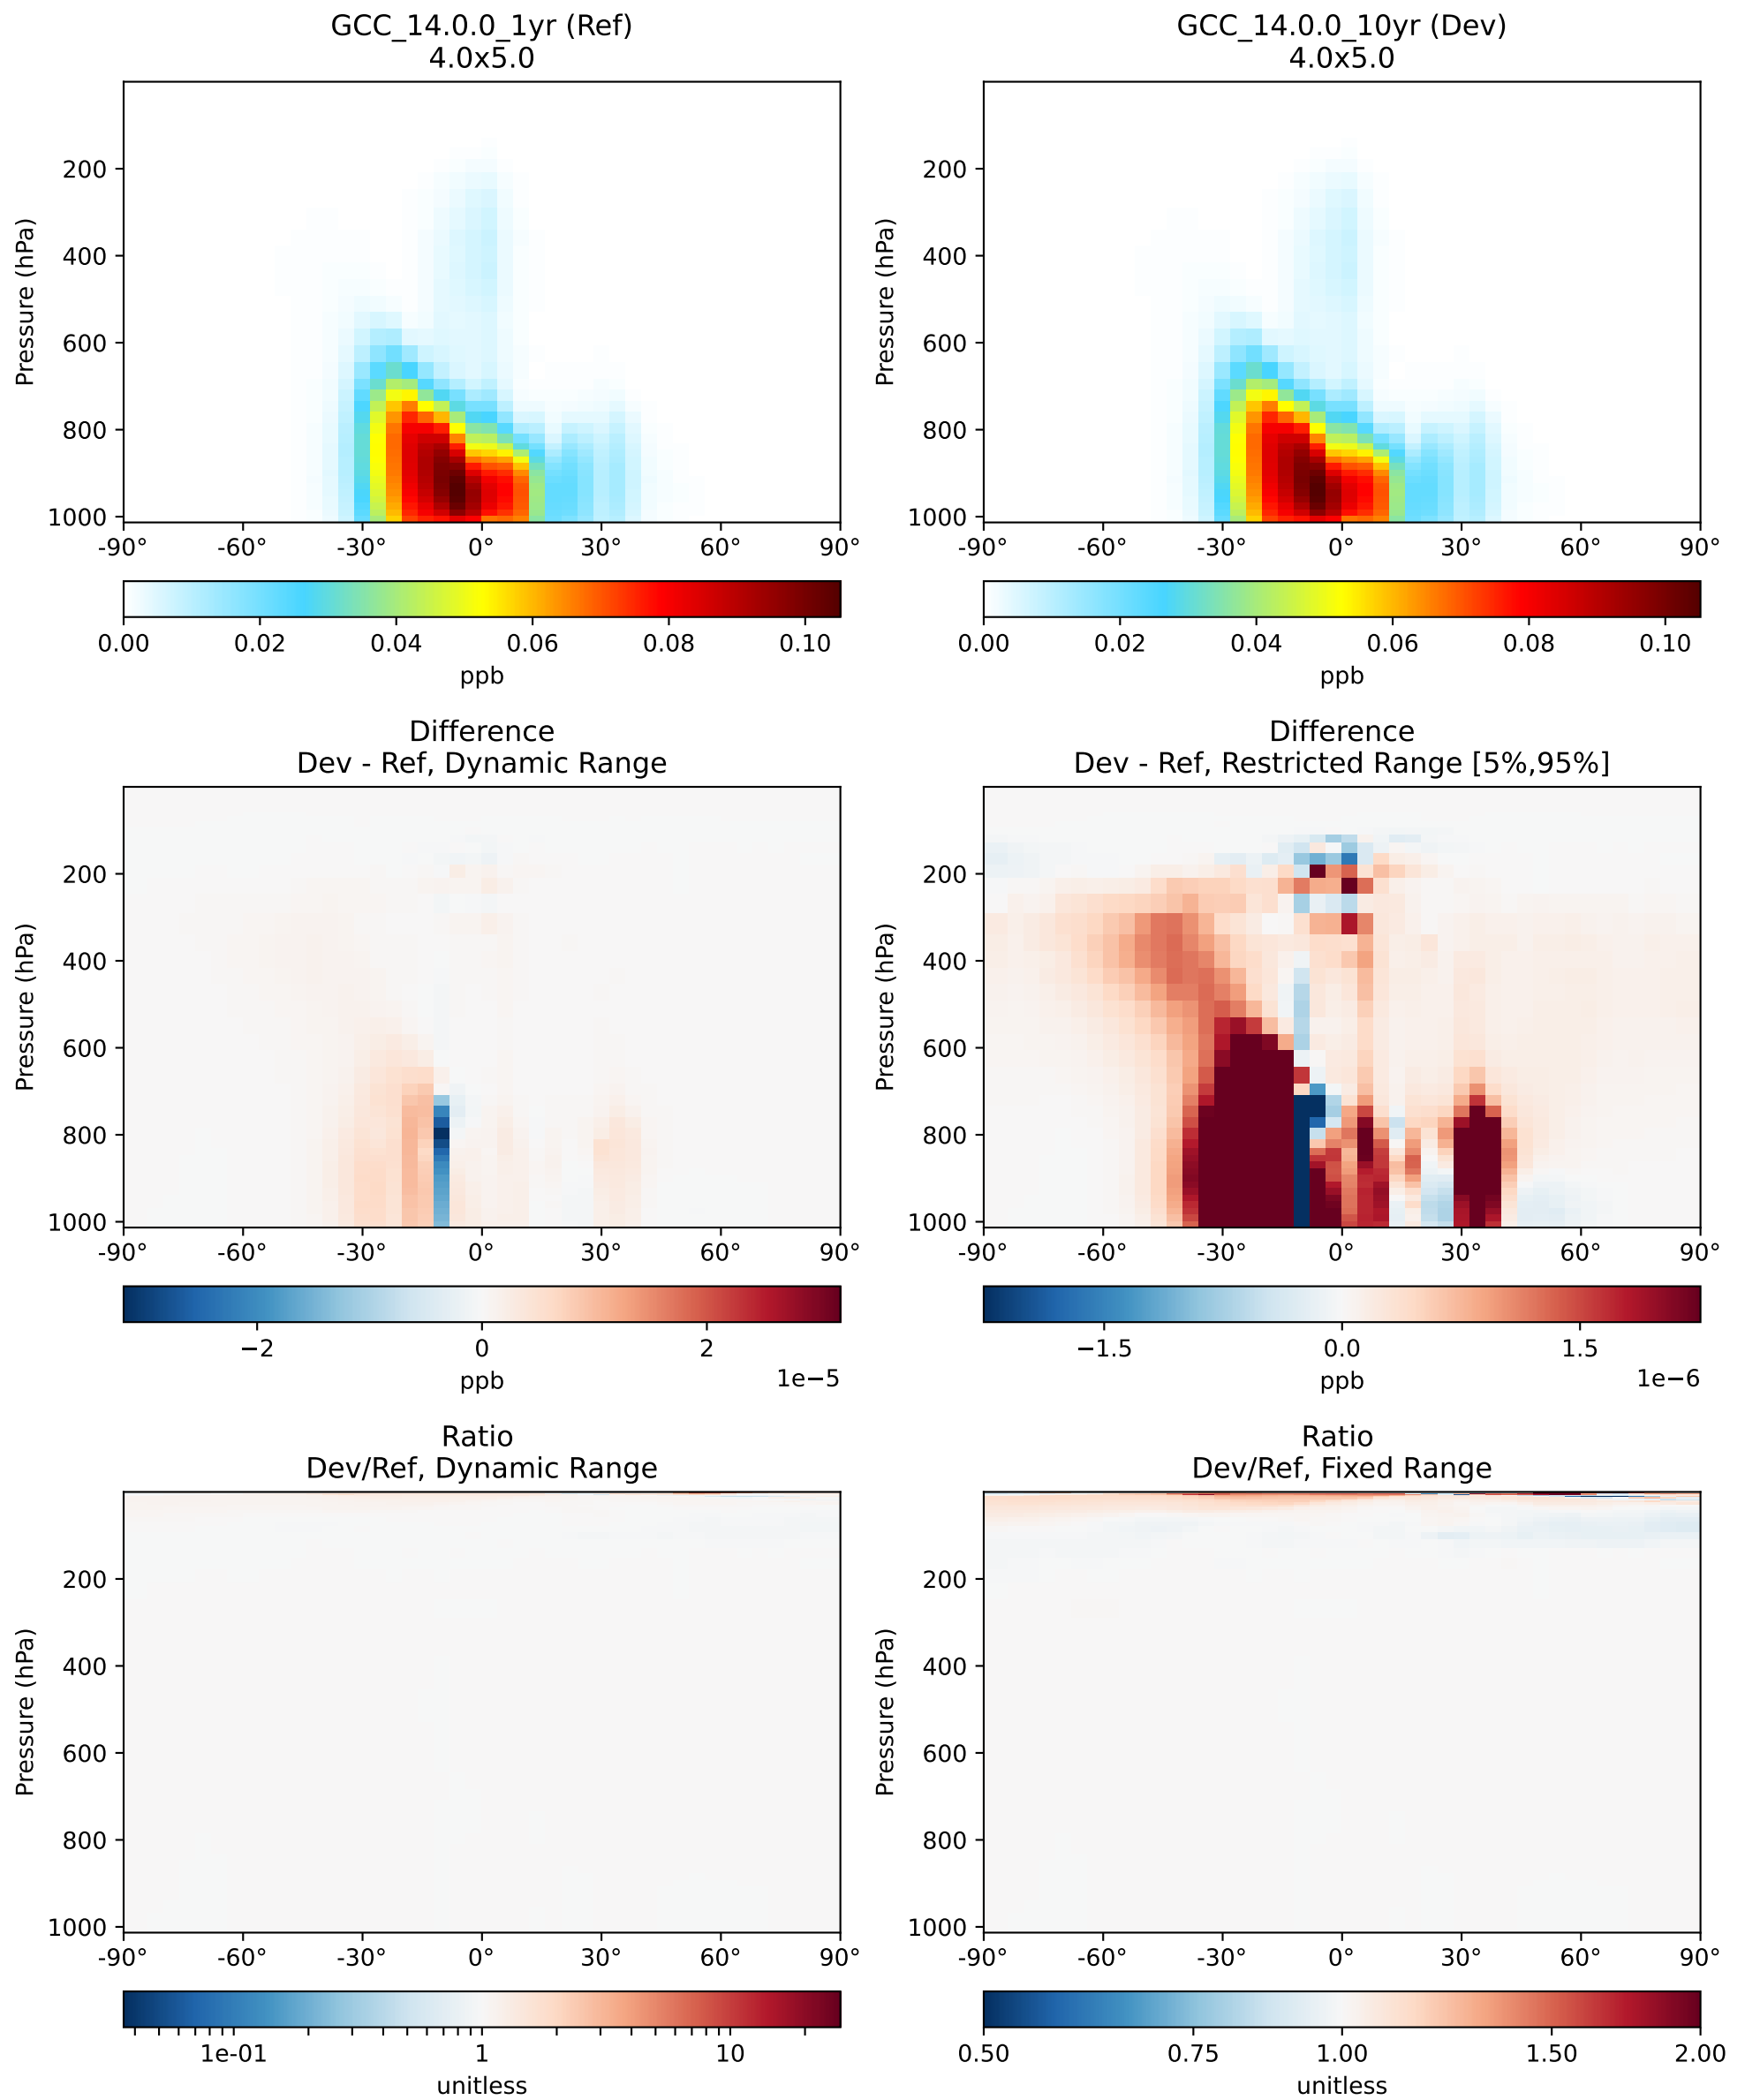 GCC_14.0.0_1yr (Ref)
4.0x5.0
Pressure (hPa)
200
400
600
800
1000
-90° -60° -30° 0° 30° 60° 90°
0.00 0.02 0.04 0.06 0.08 0.10
ppb
GCC_14.0.0_10yr (Dev)
4.0x5.0
Pressure (hPa)
200
400
600
800
1000
-90° -60° -30° 0° 30° 60° 90°
0.00 0.02 0.04 0.06 0.08 0.10
ppb
Difference
Dev - Ref, Dynamic Range
Pressure (hPa)
200
400
600
800
1000
-90° -60° -30° 0° 30° 60° 90°
−2 0 2
ppb 1e−5
Difference
Dev - Ref, Restricted Range [5%,95%]
Pressure (hPa)
200
400
600
800
1000
-90° -60° -30° 0° 30° 60° 90°
−1.5 0.0 1.5
ppb 1e−6
Ratio
Dev/Ref, Dynamic Range
Pressure (hPa)
200
400
600
800
1000
-90° -60° -30° 0° 30° 60° 90°
1e-01 1 10
unitless
Ratio
Dev/Ref, Fixed Range
Pressure (hPa)
200
400
600
800
1000
-90° -60° -30° 0° 30° 60° 90°
0.50 0.75 1.00 1.50 2.00
unitless